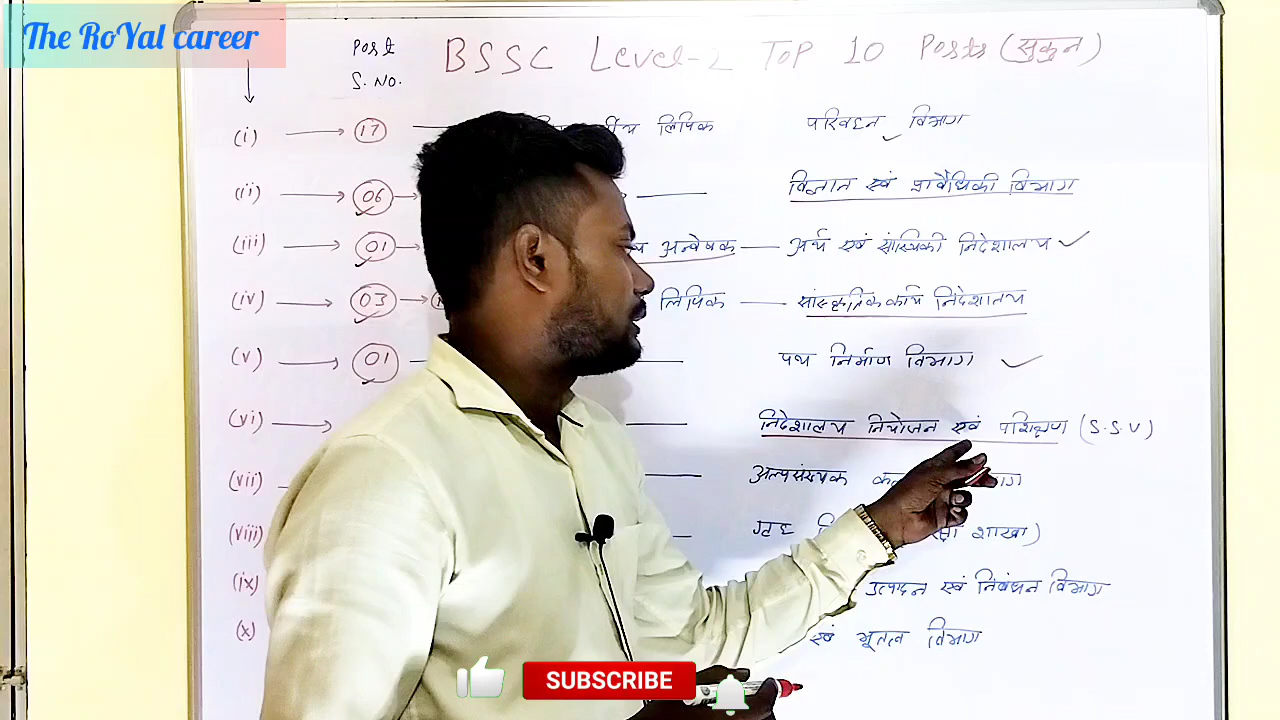 The RoYal career
Post
S. No.
BSSC Level-2 ToP 10 Posts (सुकुन)
(i) → 17 लिपिक परिवहन विभाग
(ii) → 06 → विज्ञान एवं प्रावैधिकी विभाग
(iii) → 01 → अन्वेषक — अर्थ एवं सांख्यिकी निदेशालय ✓
(iv) → 03 → लिपिक — सांस्कृतिक कार्य निदेशालय
(v) → 01 पथ निर्माण विभाग ✓
(vi) → निदेशालय नियोजन एवं पशिक्षण (S.S.V)
(vii) अल्पसंख्यक
(viii) गृह शाखा)
(ix) उत्पादन एवं निबंधन विभाग
(x) एवं भूतत्व विभाग
SUBSCRIBE